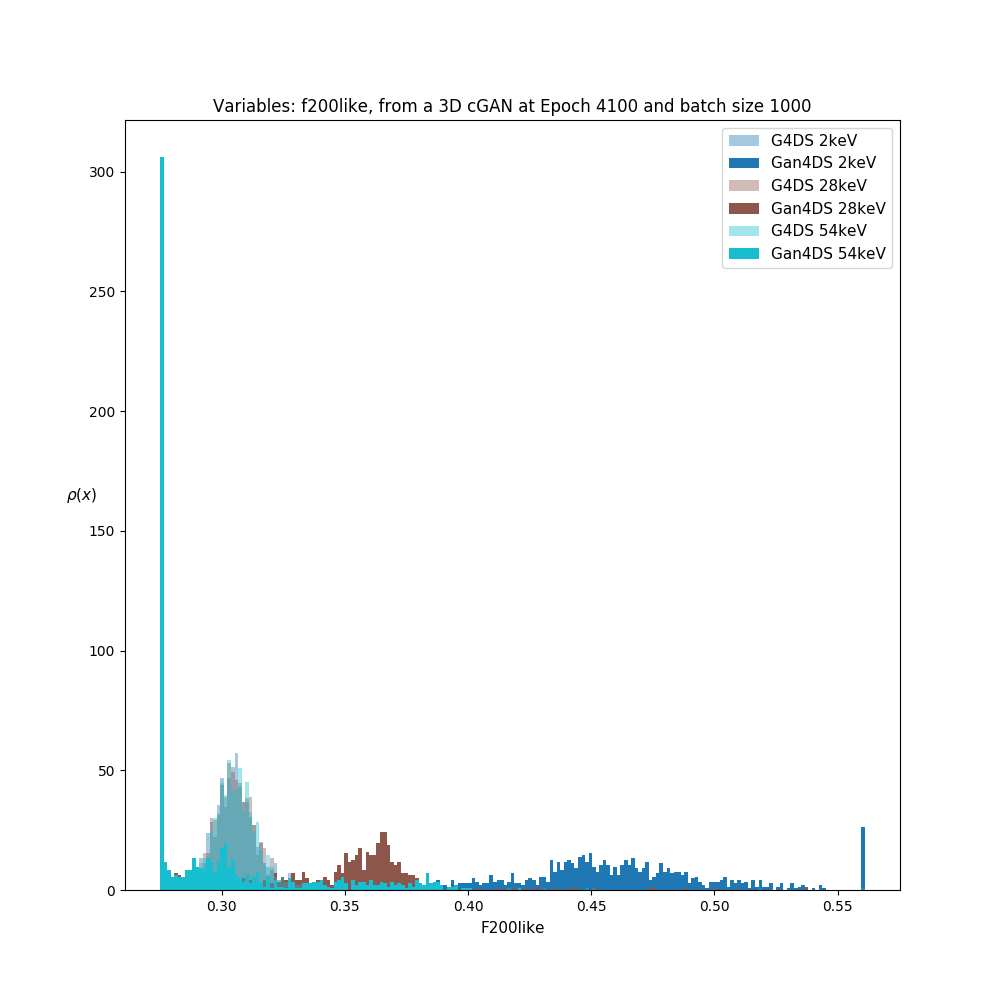 Variables: f200like, from a 3D cGAN at Epoch 4100 and batch size 1000
G4DS 2keV
Gan4DS 2keV
G4DS 28keV
Gan4DS 28keV
G4DS 54keV
Gan4DS 54keV
300
250
200
150
100
50
0
ρ(x)
0.30 0.35 0.40 0.45 0.50 0.55
F200like